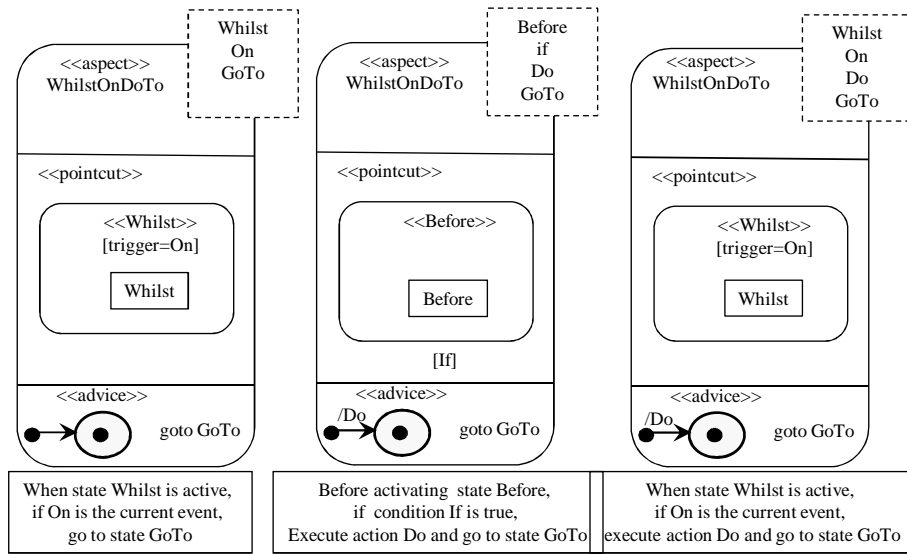 Whilst
On
GoTo
<<aspect>>
WhilstOnDoTo
<<pointcut>>
<<Whilst>>
[trigger=On]
Whilst
<<advice>>
goto GoTo
When state Whilst is active,
if On is the current event,
go to state GoTo
Before
if
Do
GoTo
<<aspect>>
WhilstOnDoTo
<<pointcut>>
<<Before>>
Before
[If]
<<advice>>
/Do
goto GoTo
Before activating state Before,
if condition If is true,
Execute action Do and go to state GoTo
Whilst
On
Do
GoTo
<<aspect>>
WhilstOnDoTo
<<pointcut>>
<<Whilst>>
[trigger=On]
Whilst
<<advice>>
/Do
goto GoTo
When state Whilst is active,
if On is the current event,
execute action Do and go to state GoTo